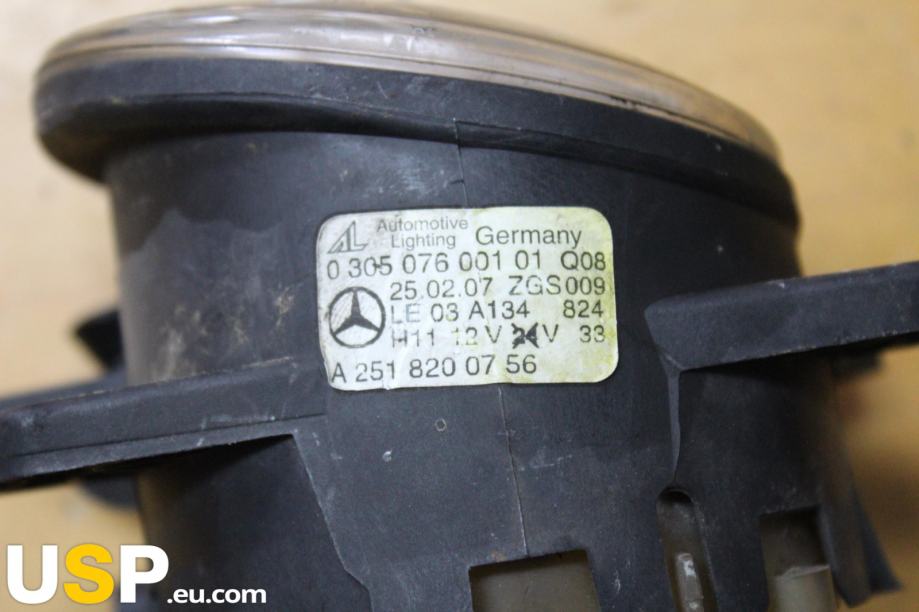 AL Automotive Lighting Germany
0 305 076 001 01 Q08
25.02.07 ZGS009
LE 03 A134 824
H11 12V 24V 33
A 251 820 07 56
USP.eu.com